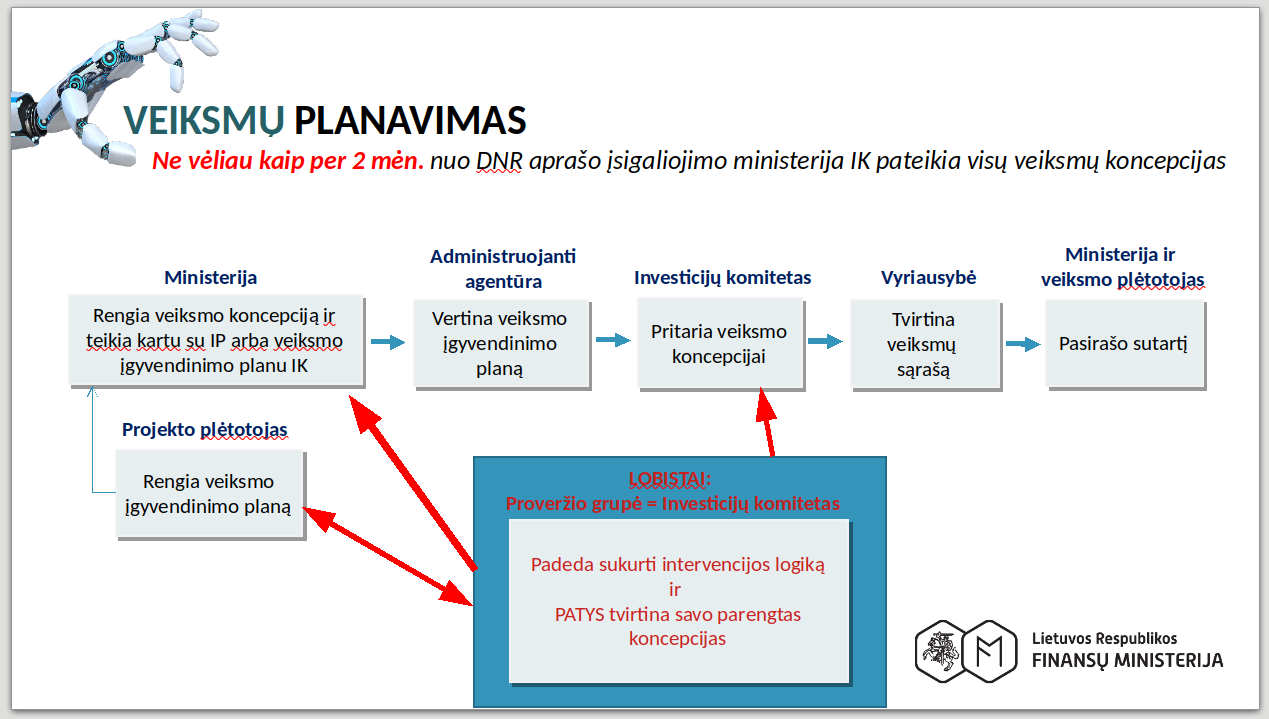 VEIKSMŲ PLANAVIMAS
Ne vėliau kaip per 2 mėn. nuo DNR aprašo įsigaliojimo ministerija IK pateikia visų veiksmų koncepcijas
Ministerija
Rengia veiksmo koncepciją ir
teikia kartu su IP arba veiksmo
įgyvendinimo planu IK
Administruojanti
agentūra
Vertina veiksmo
įgyvendinimo
planą
Investicijų komitetas
Pritaria veiksmo
koncepcijai
Vyriausybė
Tvirtina
veiksmų
sąrašą
Ministerija ir
veiksmo plėtotojas
Pasirašo sutartį
Projekto plėtotojas
Rengia veiksmo
įgyvendinimo planą
LOBISTAI:
Proveržio grupė = Investicijų komitetas
Padeda sukurti intervencijos logiką
ir
PATYS tvirtina savo parengtas
koncepcijas
Lietuvos Respublikos
FINANSŲ MINISTERIJA